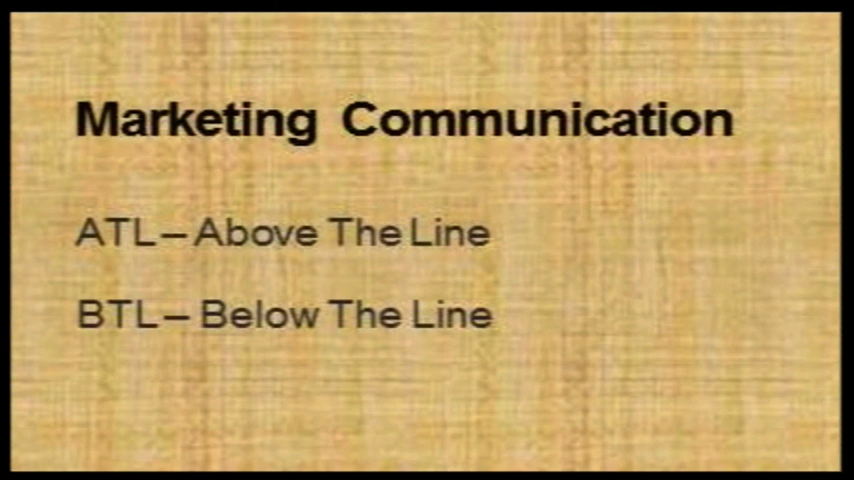 Marketing Communication
ATL – Above The Line
BTL – Below The Line